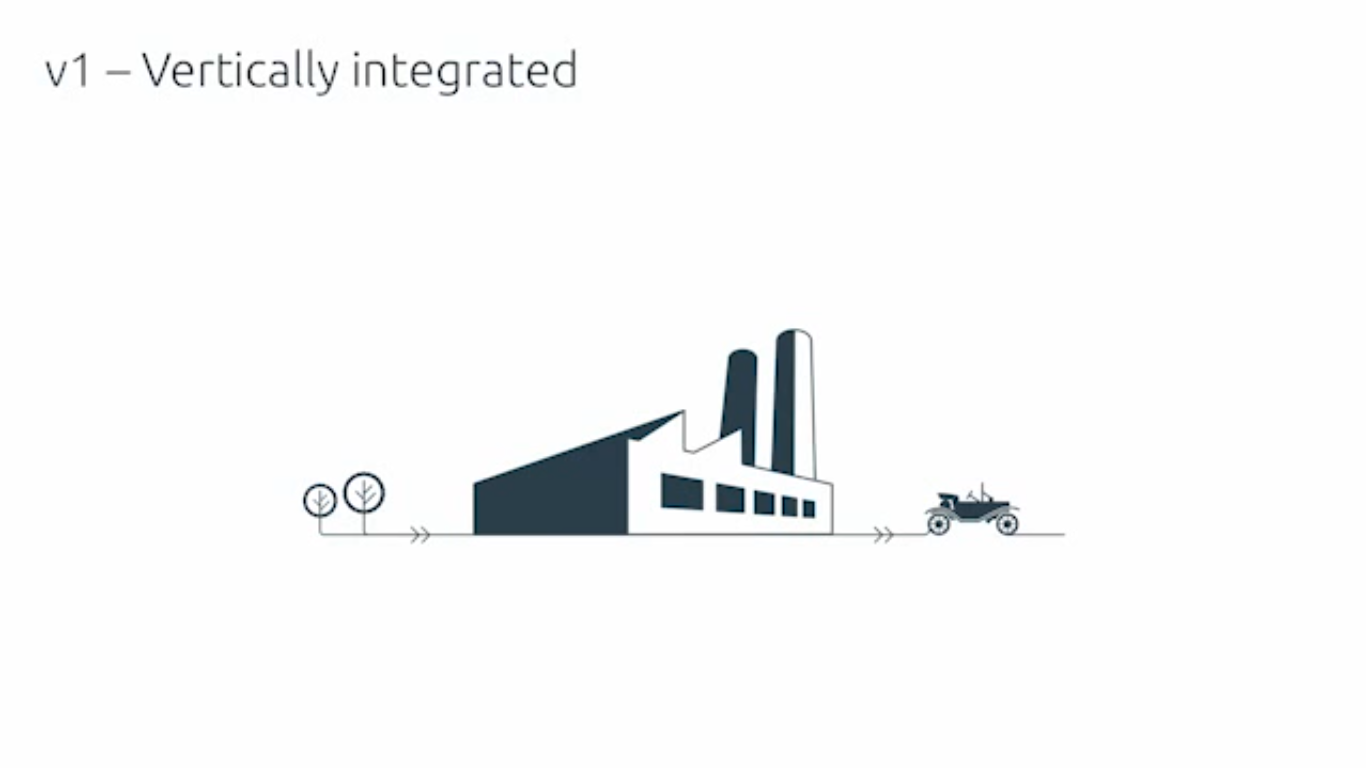 v1 – Vertically integrated